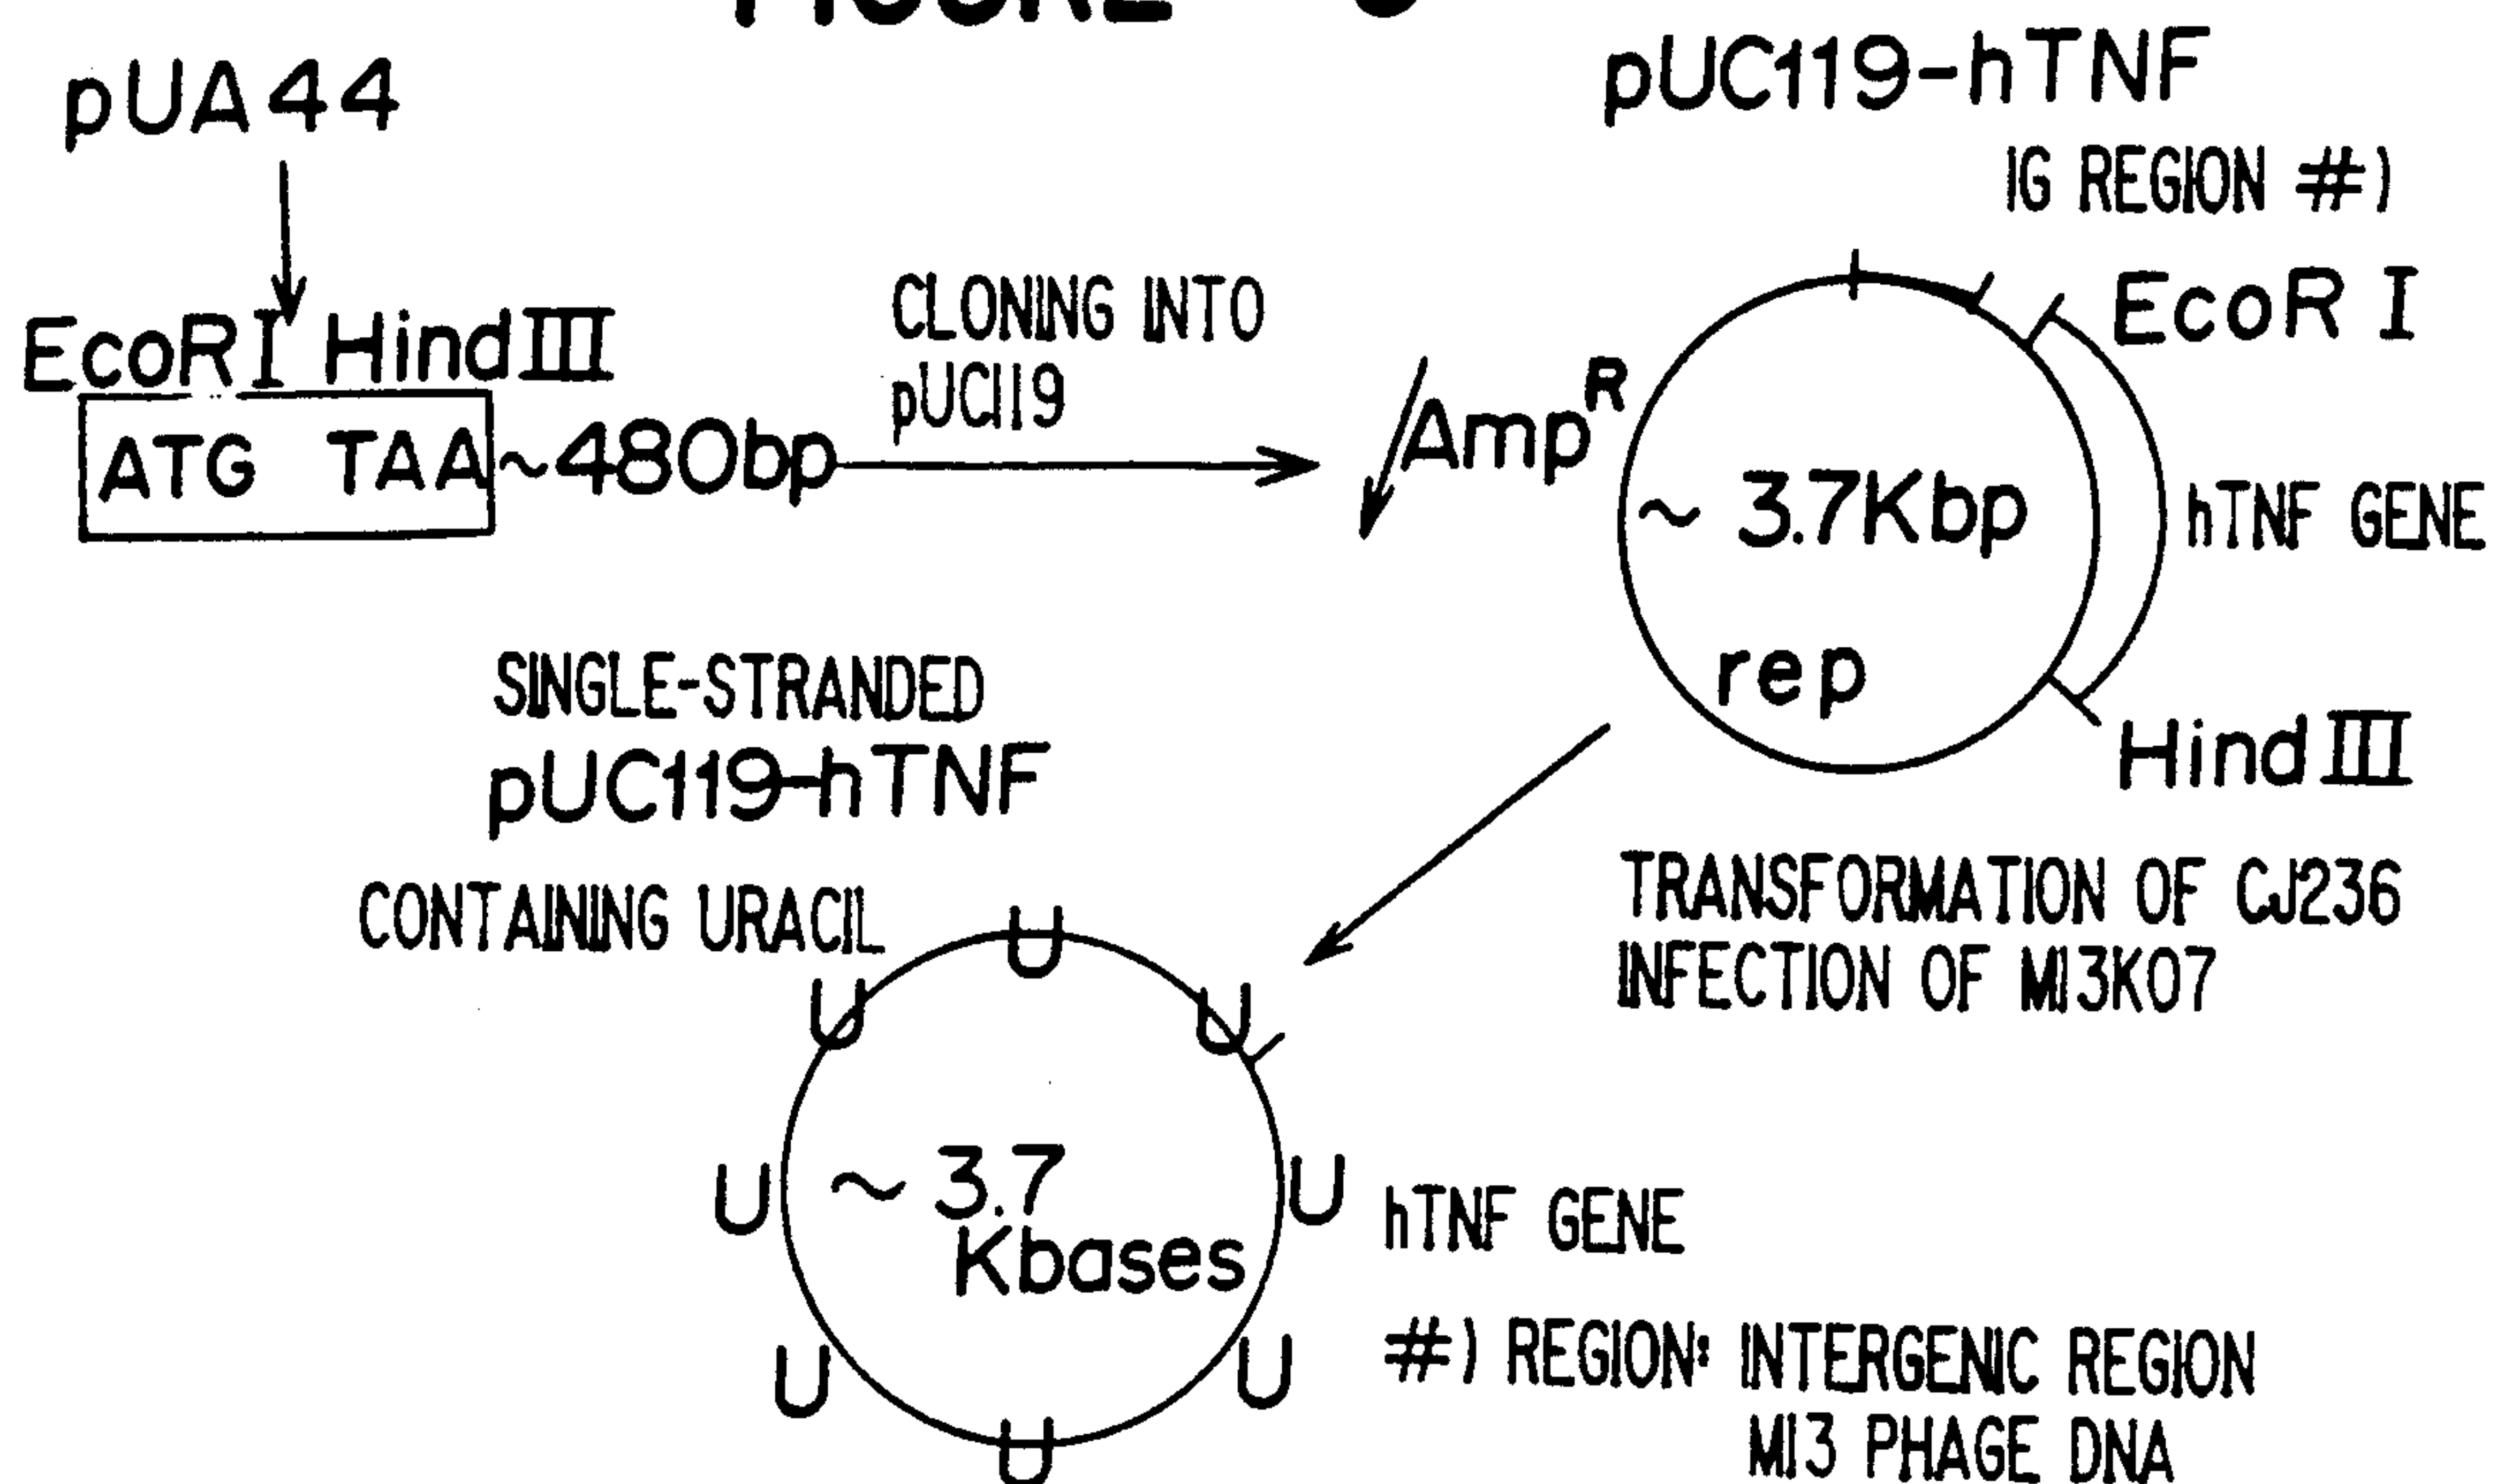 pUA44
pUC119-hTNF
IG REGION #)
EcoRI HindIII
CLONING INTO
pUC119
EcoR I
Amp^R
ATG TAA ~480bp
~ 3.7Kbp
hTNF GENE
rep
HindIII
SINGLE-STRANDED
pUC119-hTNF
CONTAINING URACIL
TRANSFORMATION OF CJ236
INFECTION OF M13K07
U
U U
~ 3.7
Kbases
U U
hTNF GENE
U U
U
#) REGION: INTERGENIC REGION
M13 PHAGE DNA